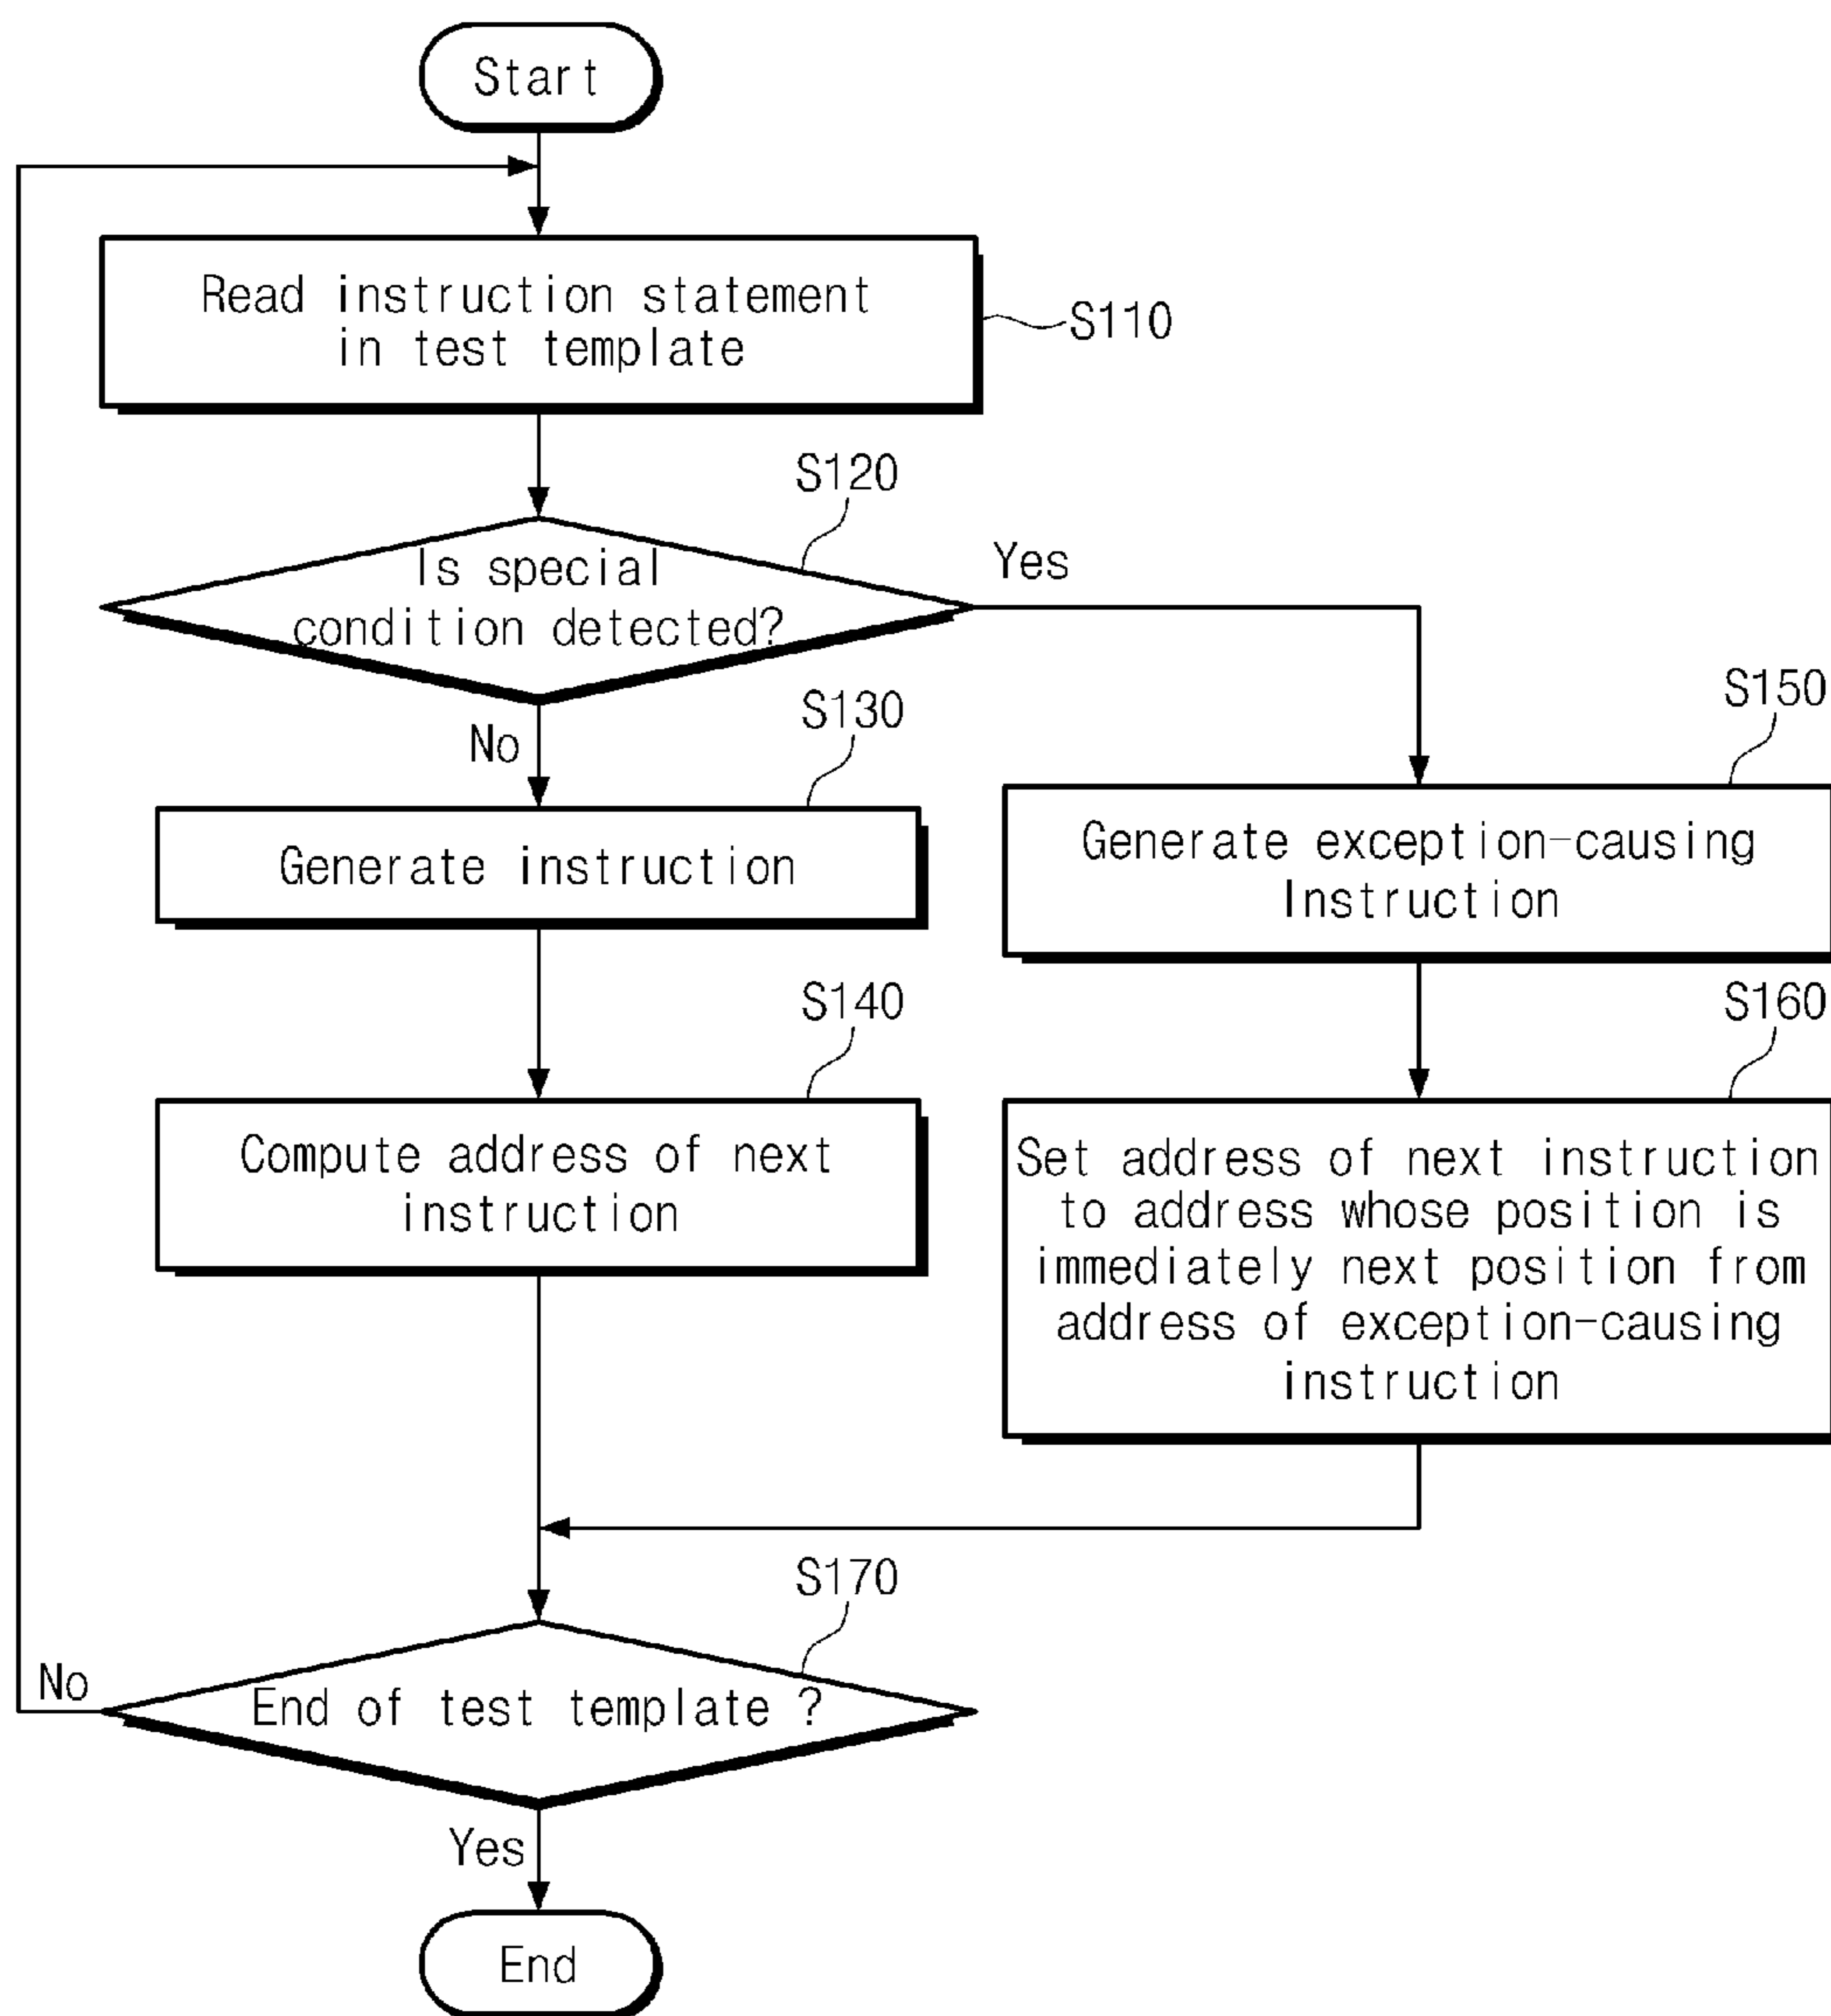 Start
Read instruction statement
in test template
S110
S120
Is special
condition detected?
Yes
No
S130
Generate instruction
S150
Generate exception-causing
Instruction
S140
Compute address of next
instruction
S160
Set address of next instruction
to address whose position is
immediately next position from
address of exception-causing
instruction
S170
End of test template ?
No
Yes
End